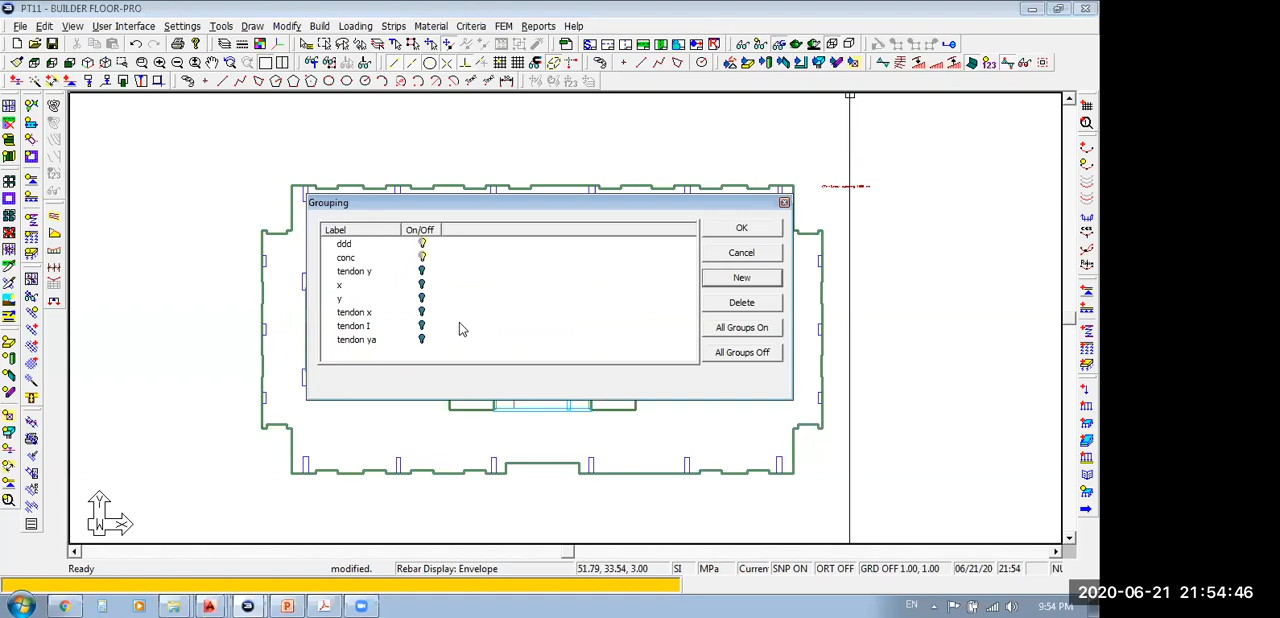 PT11 - BUILDER FLOOR-PRO
File Edit View User Interface Settings Tools Draw Modify Build Loading Strips Material Criteria FEM Reports Help
Grouping
Label On/Off
ddd
conc
tendon y
x
y
tendon x
tendon I
tendon ya
OK
Cancel
New
Delete
All Groups On
All Groups Off
Y
W X
Ready modified. Rebar Display: Envelope 51.79, 33.54, 3.00 SI MPa Curren SNP ON ORT OFF GRD OFF 1.00, 1.00 06/21/20 21:54 NU
EN 9:54 PM
2020-06-21 21:54:46